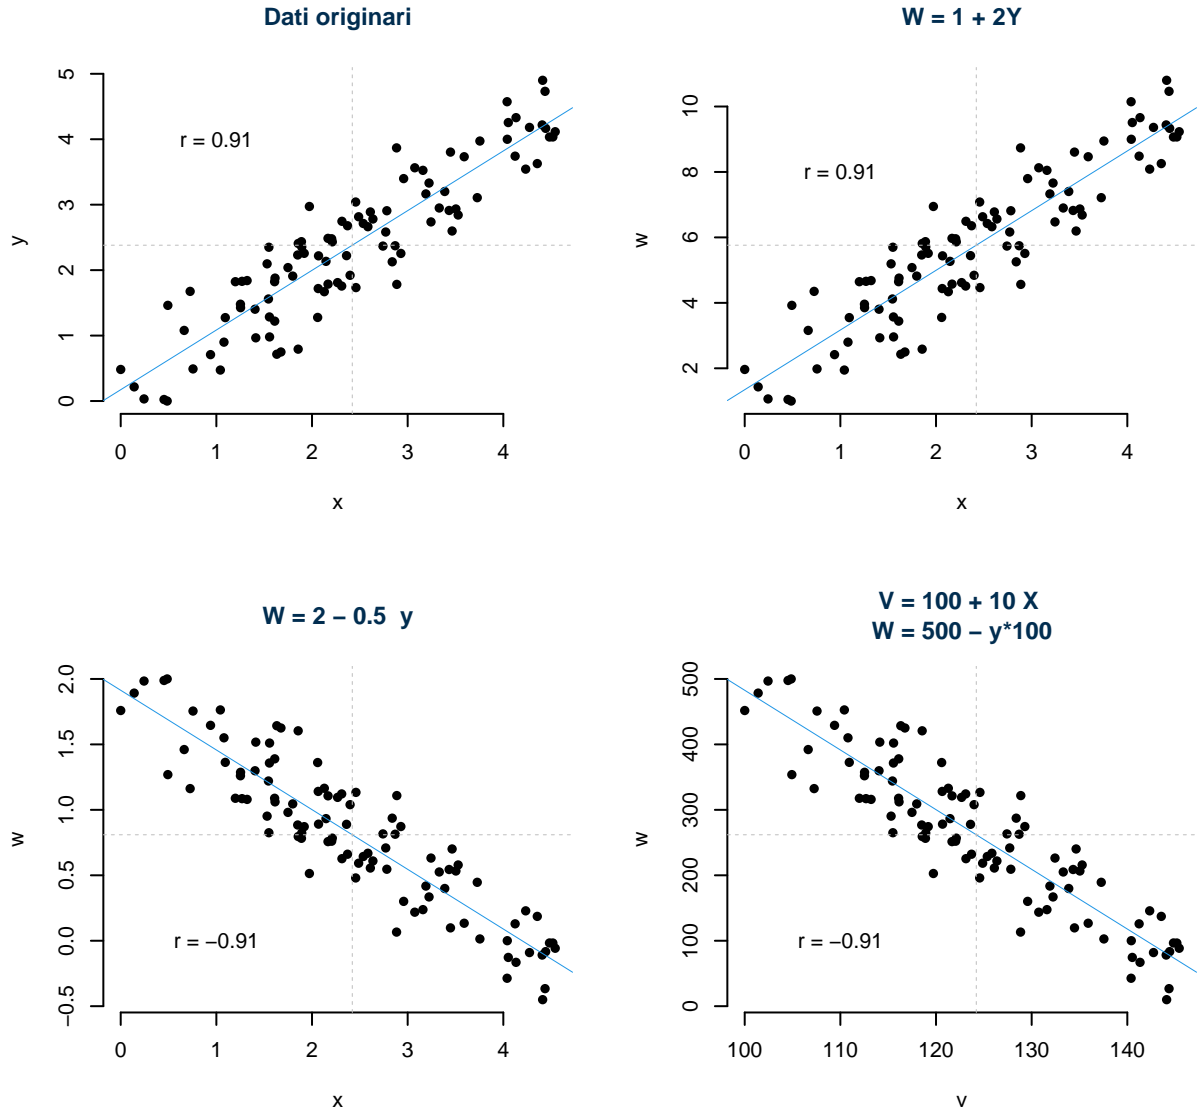 Dati originari
r = 0.91
y
0 1 2 3 4 5
0 1 2 3 4
x
W = 1 + 2Y
r = 0.91
w
2 4 6 8 10
0 1 2 3 4
x
W = 2 − 0.5 y
r = −0.91
w
−0.5 0.0 0.5 1.0 1.5 2.0
0 1 2 3 4
x
V = 100 + 10 X
W = 500 − y*100
r = −0.91
w
0 100 200 300 400 500
100 110 120 130 140
v